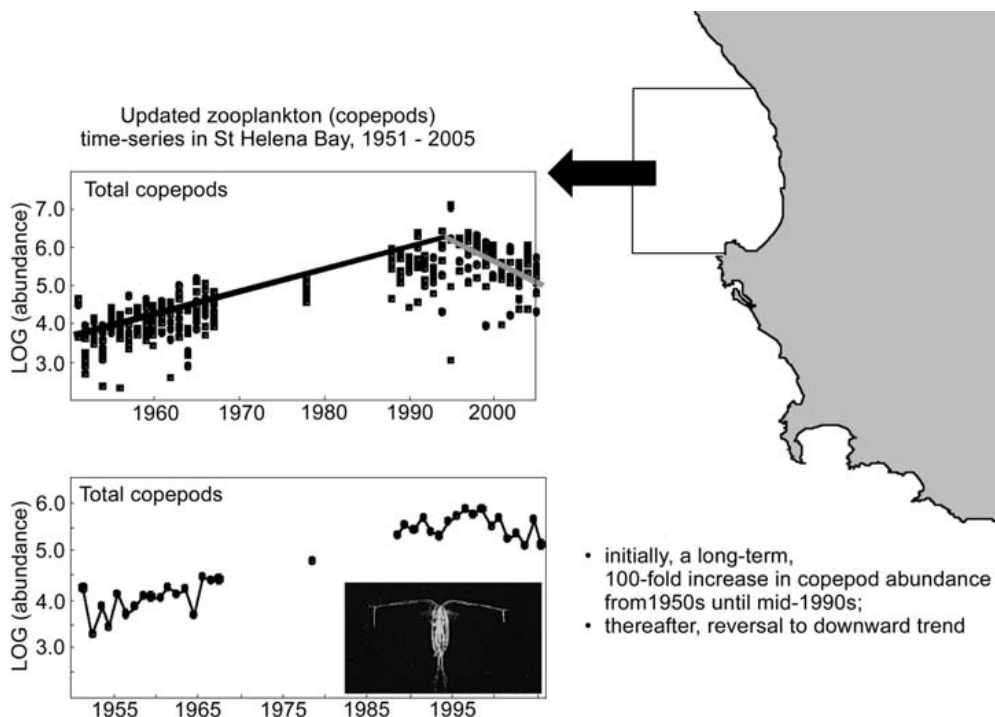 Updated zooplankton (copepods)
time-series in St Helena Bay, 1951 - 2005
Total copepods
LOG (abundance)
7.0
6.0
5.0
4.0
3.0
1960 1970 1980 1990 2000
Total copepods
LOG (abundance)
6.0
5.0
4.0
3.0
1955 1965 1975 1985 1995
• initially, a long-term,
100-fold increase in copepod abundance
from1950s until mid-1990s;
• thereafter, reversal to downward trend